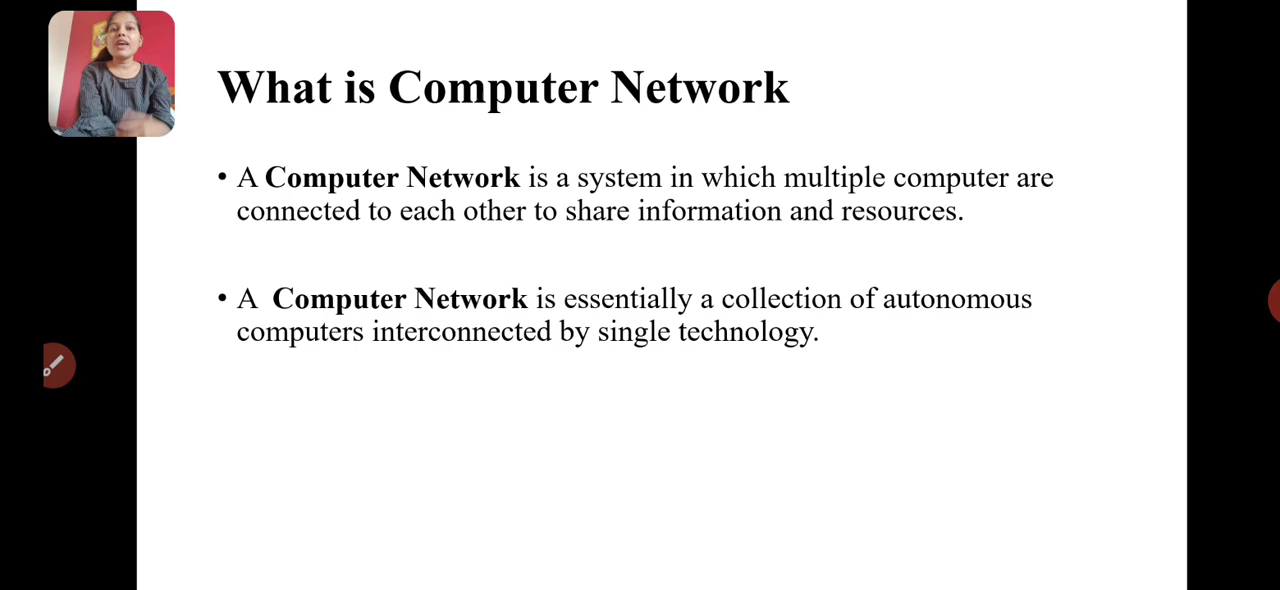 What is Computer Network
• A Computer Network is a system in which multiple computer are
connected to each other to share information and resources.
• A  Computer Network is essentially a collection of autonomous
computers interconnected by single technology.